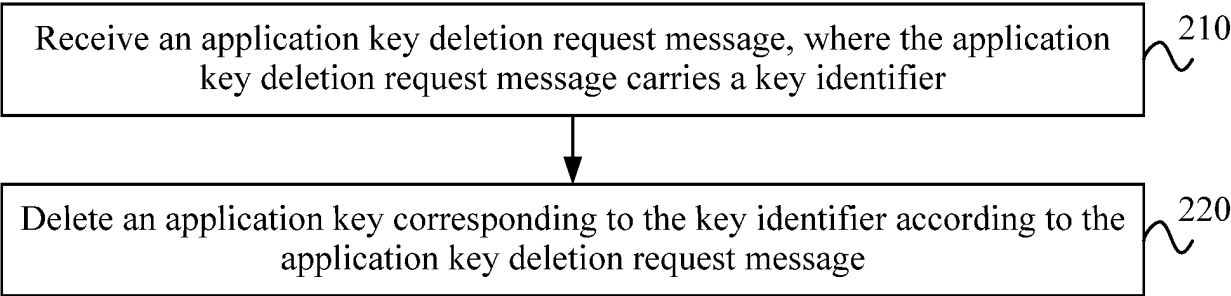 Receive an application key deletion request message, where the application
key deletion request message carries a key identifier
210
Delete an application key corresponding to the key identifier according to the
application key deletion request message
220